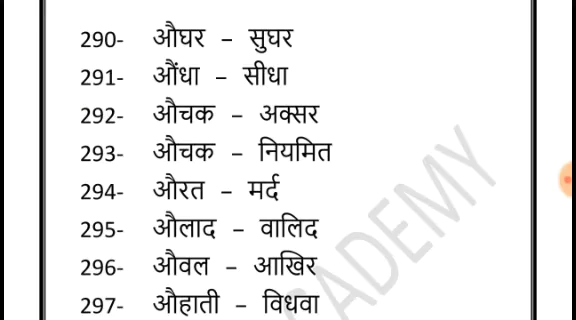 290- औघर – सुघर
291- औंधा – सीधा
292- औचक – अक्सर
293- औचक – नियमित
294- औरत – मर्द
295- औलाद – वालिद
296- औवल – आखिर
297- औहाती – विधवा
CADEMY